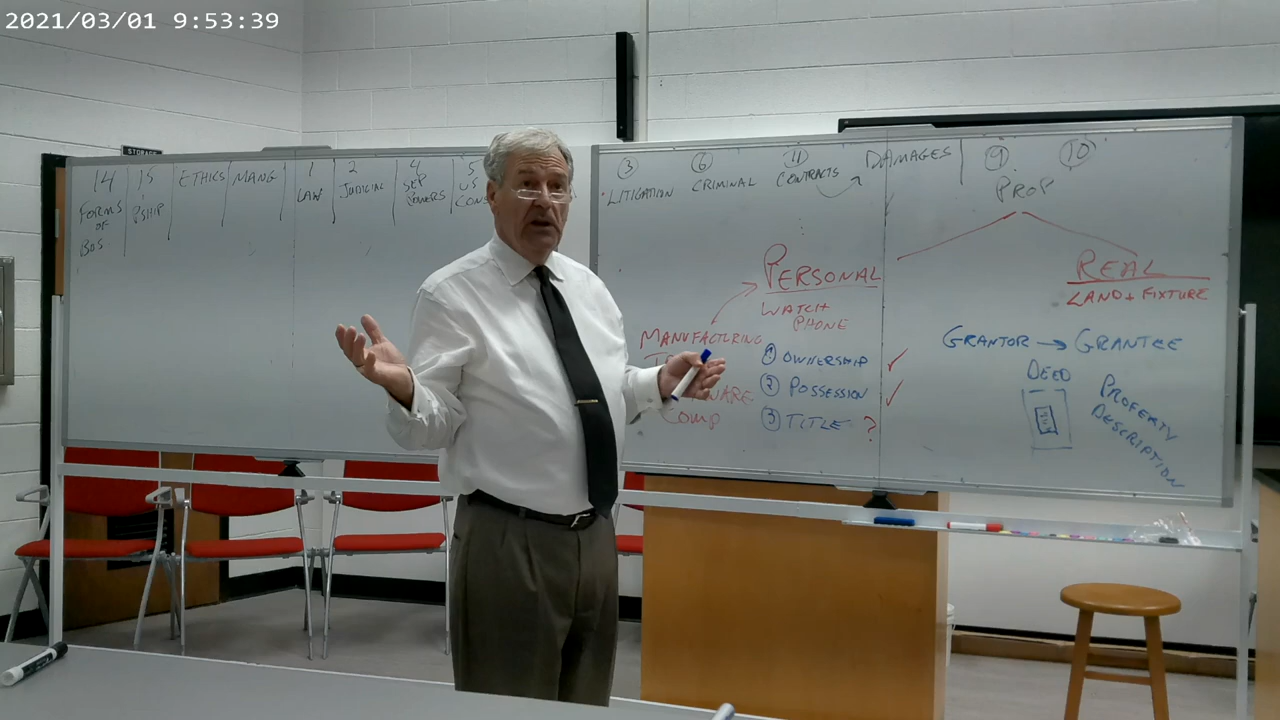 2021/03/01 9:53:39
STORAGE
14
FORMS
OF
BUS
15
P'SHIP
ETHICS
MANG
1
LAW
2
JUDICIAL
4
SEP
POWERS
5
US
CONS
3
LITIGATION
6
CRIMINAL
11
CONTRACTS
DAMAGES
9 10
PROP
PERSONAL
WATCH
PHONE
MANUFACTURING
WARE
COMP
1 OWNERSHIP
2 POSSESSION
3 TITLE ?
REAL
LAND + FIXTURE
GRANTOR → GRANTEE
DEED
PROPERTY
DESCRIPTION